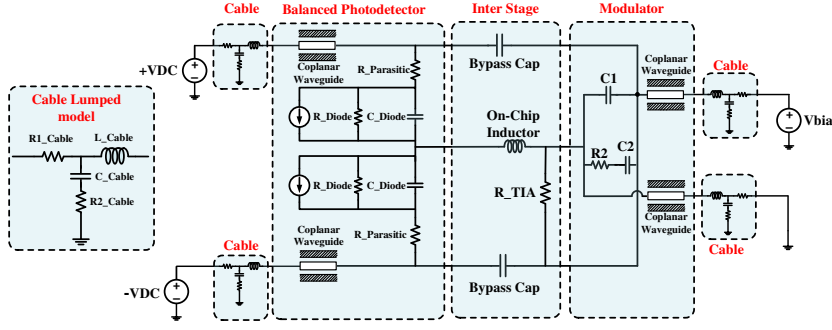 Cable
Balanced Photodetector
Inter Stage
Modulator
+VDC
Coplanar
Waveguide
R_Parasitic
Bypass Cap
R_Diode
R_Diode
C_Diode
On-Chip
Inductor
C1
R2
C2
Coplanar
Waveguide
Cable
Vbia
Cable Lumped
model
R1_Cable
L_Cable
C_Cable
R2_Cable
R_Diode
R_Diode
C_Diode
R_TIA
Coplanar
Waveguide
Cable
Cable
Coplanar
Waveguide
R_Parasitic
Bypass Cap
-VDC